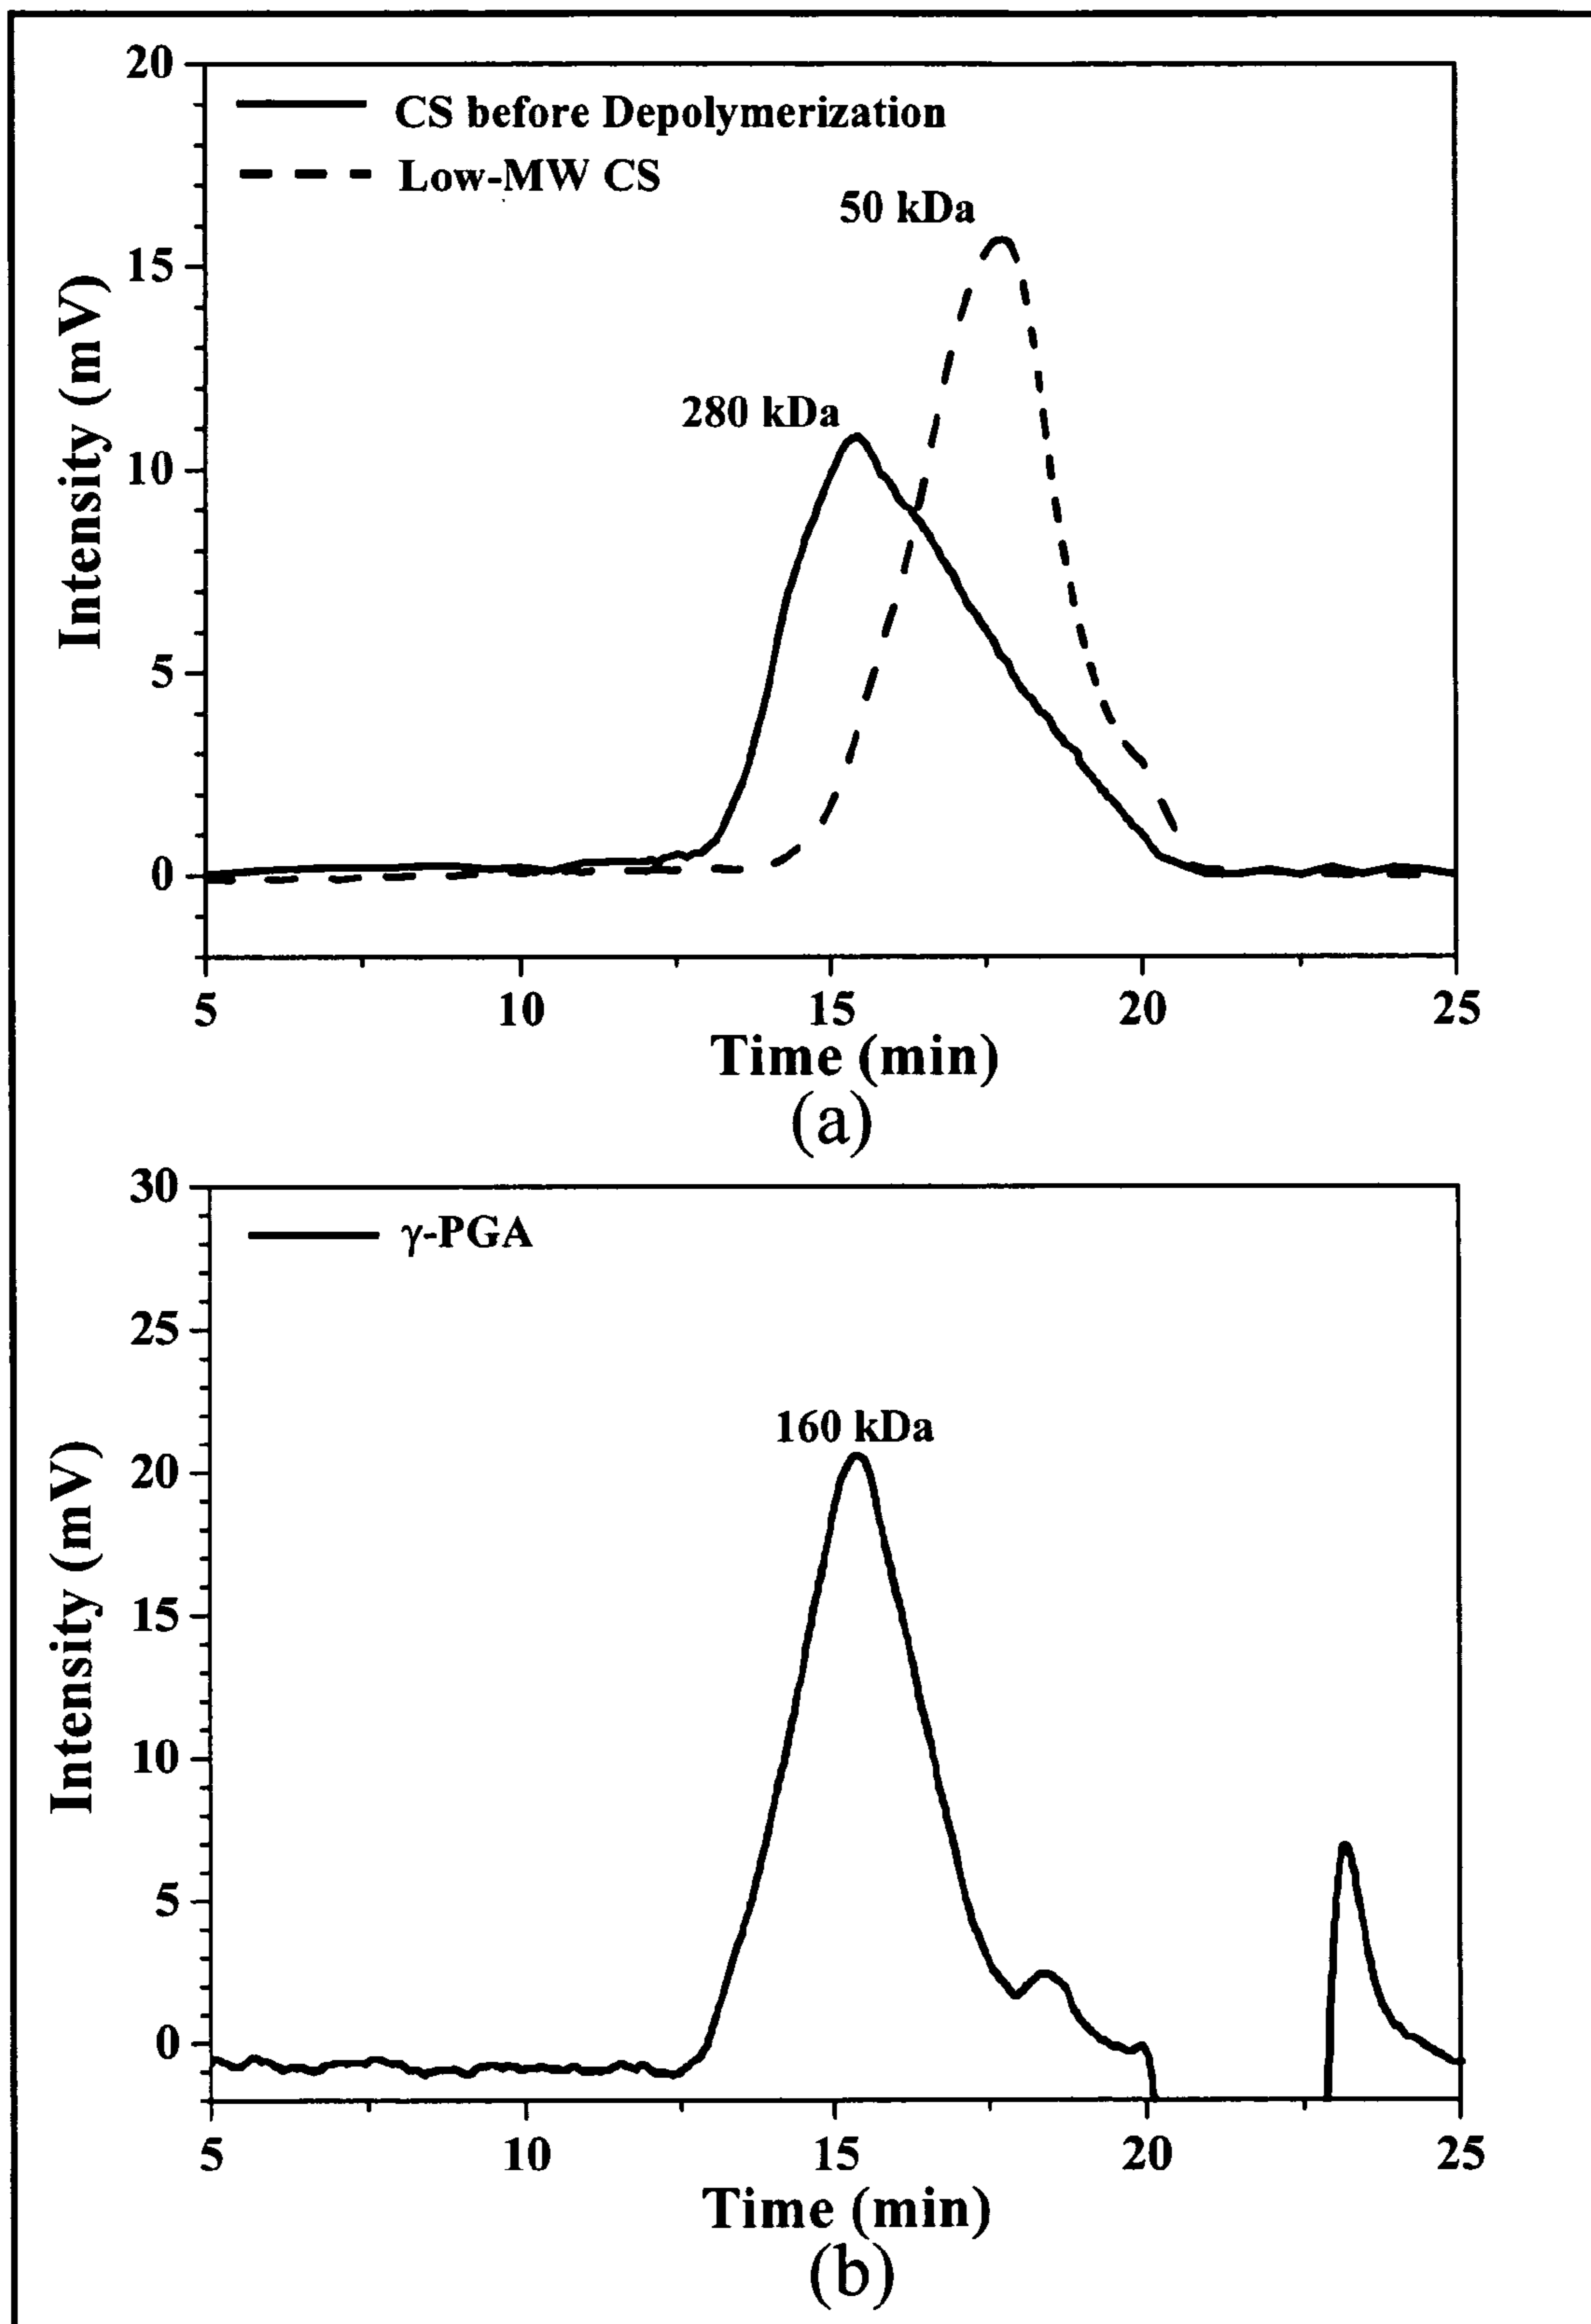 20
CS before Depolymerization
Low-MW CS
50 kDa
15
280 kDa
10
5
0
Intensity (mV)
5 10 15 20 25
Time (min)
(a)
30
γ-PGA
25
160 kDa
20
15
10
5
0
Intensity (mV)
5 10 15 20 25
Time (min)
(b)